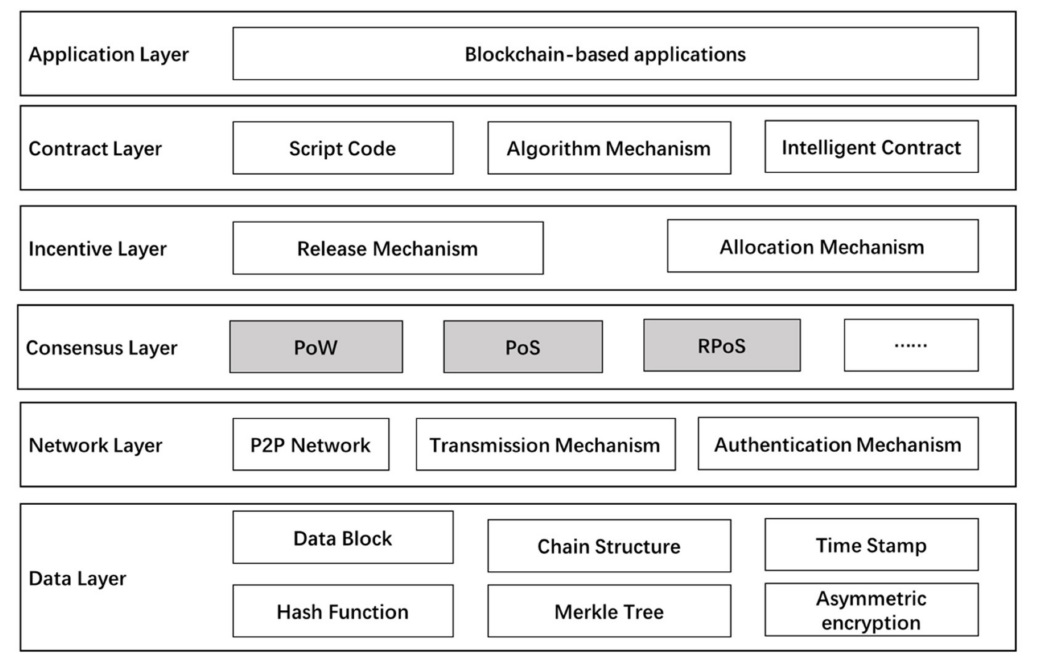 Application Layer
Blockchain-based applications
Contract Layer
Script Code
Algorithm Mechanism
Intelligent Contract
Incentive Layer
Release Mechanism
Allocation Mechanism
Consensus Layer
PoW
PoS
RPoS
······
Network Layer
P2P Network
Transmission Mechanism
Authentication Mechanism
Data Layer
Data Block
Chain Structure
Time Stamp
Hash Function
Merkle Tree
Asymmetric
encryption